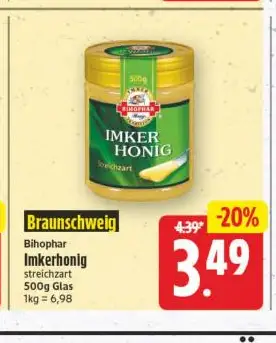 500g
BIHOPHAR
IMKER
HONIG
streichzart
Braunschweig
Bihophar
Imkerhonig
streichzart
500g Glas
1kg = 6,98
4.39*
-20%
3.49